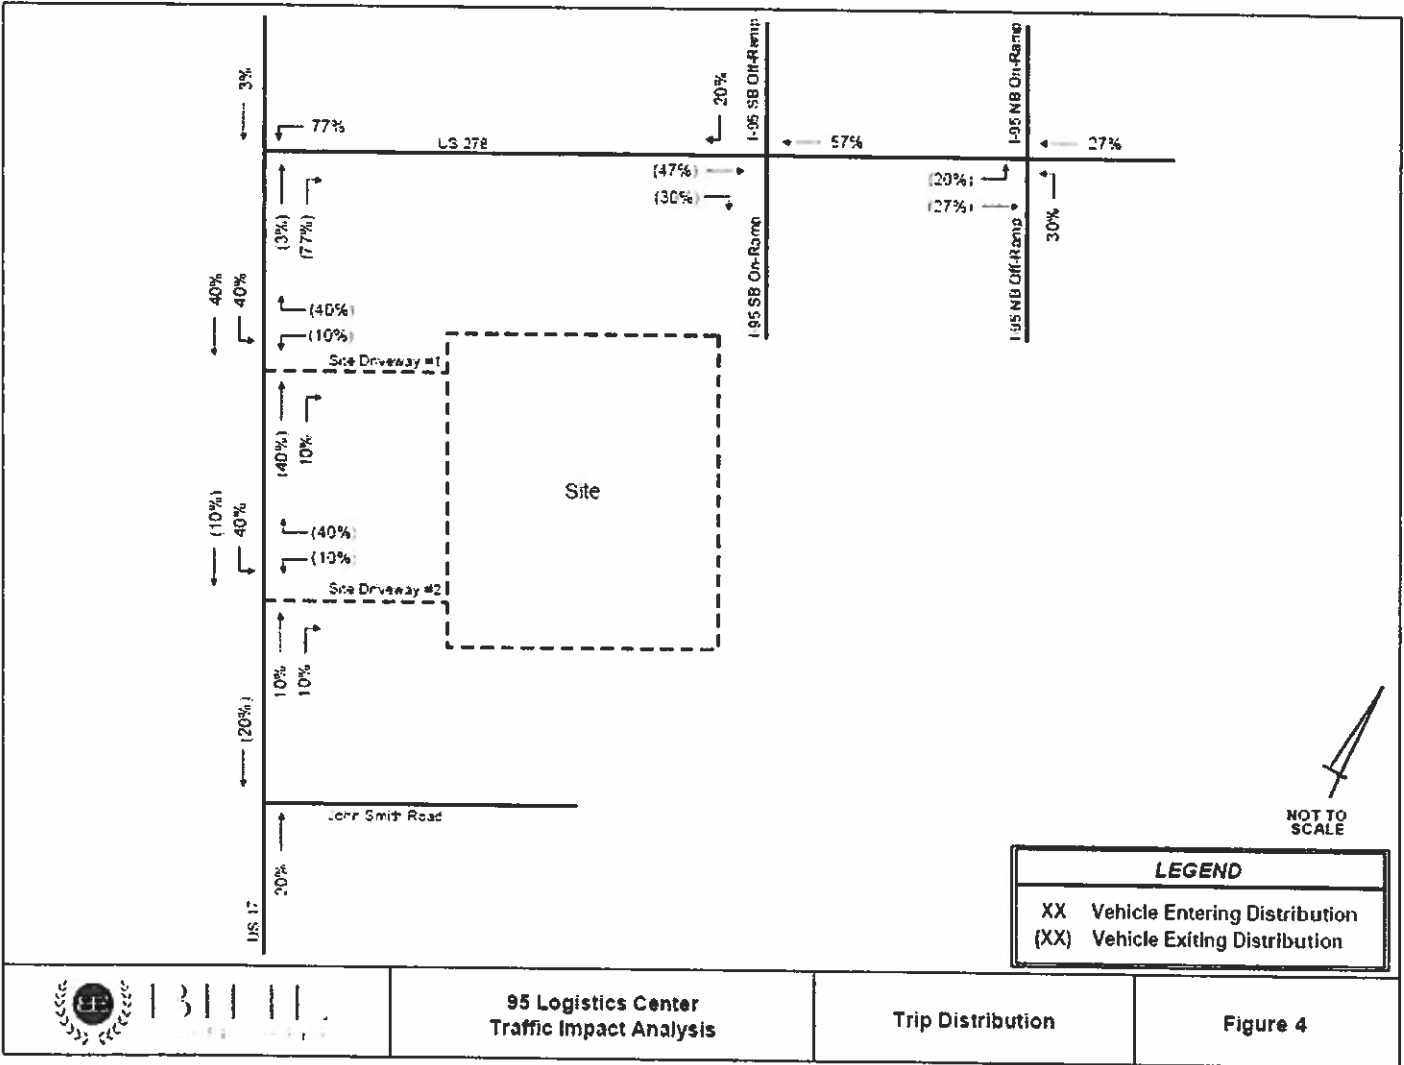 3%
77%
US 278
20%
I-95 SB Off-Ramp
57%
I-95 NB On-Ramp
27%
(3%)
(77%)
(47%)
(30%)
I-95 SB On-Ramp
(20%)
(27%)
30%
I-95 NB Off-Ramp
40%
40%
(40%)
(10%)
Site Driveway #1
(40%)
10%
Site
(10%)
40%
(40%)
(10%)
Site Driveway #2
10%
10%
(20%)
John Smith Road
20%
US 17
NOT TO
SCALE
LEGEND
XX Vehicle Entering Distribution
(XX) Vehicle Exiting Distribution
95 Logistics Center
Traffic Impact Analysis
Trip Distribution
Figure 4